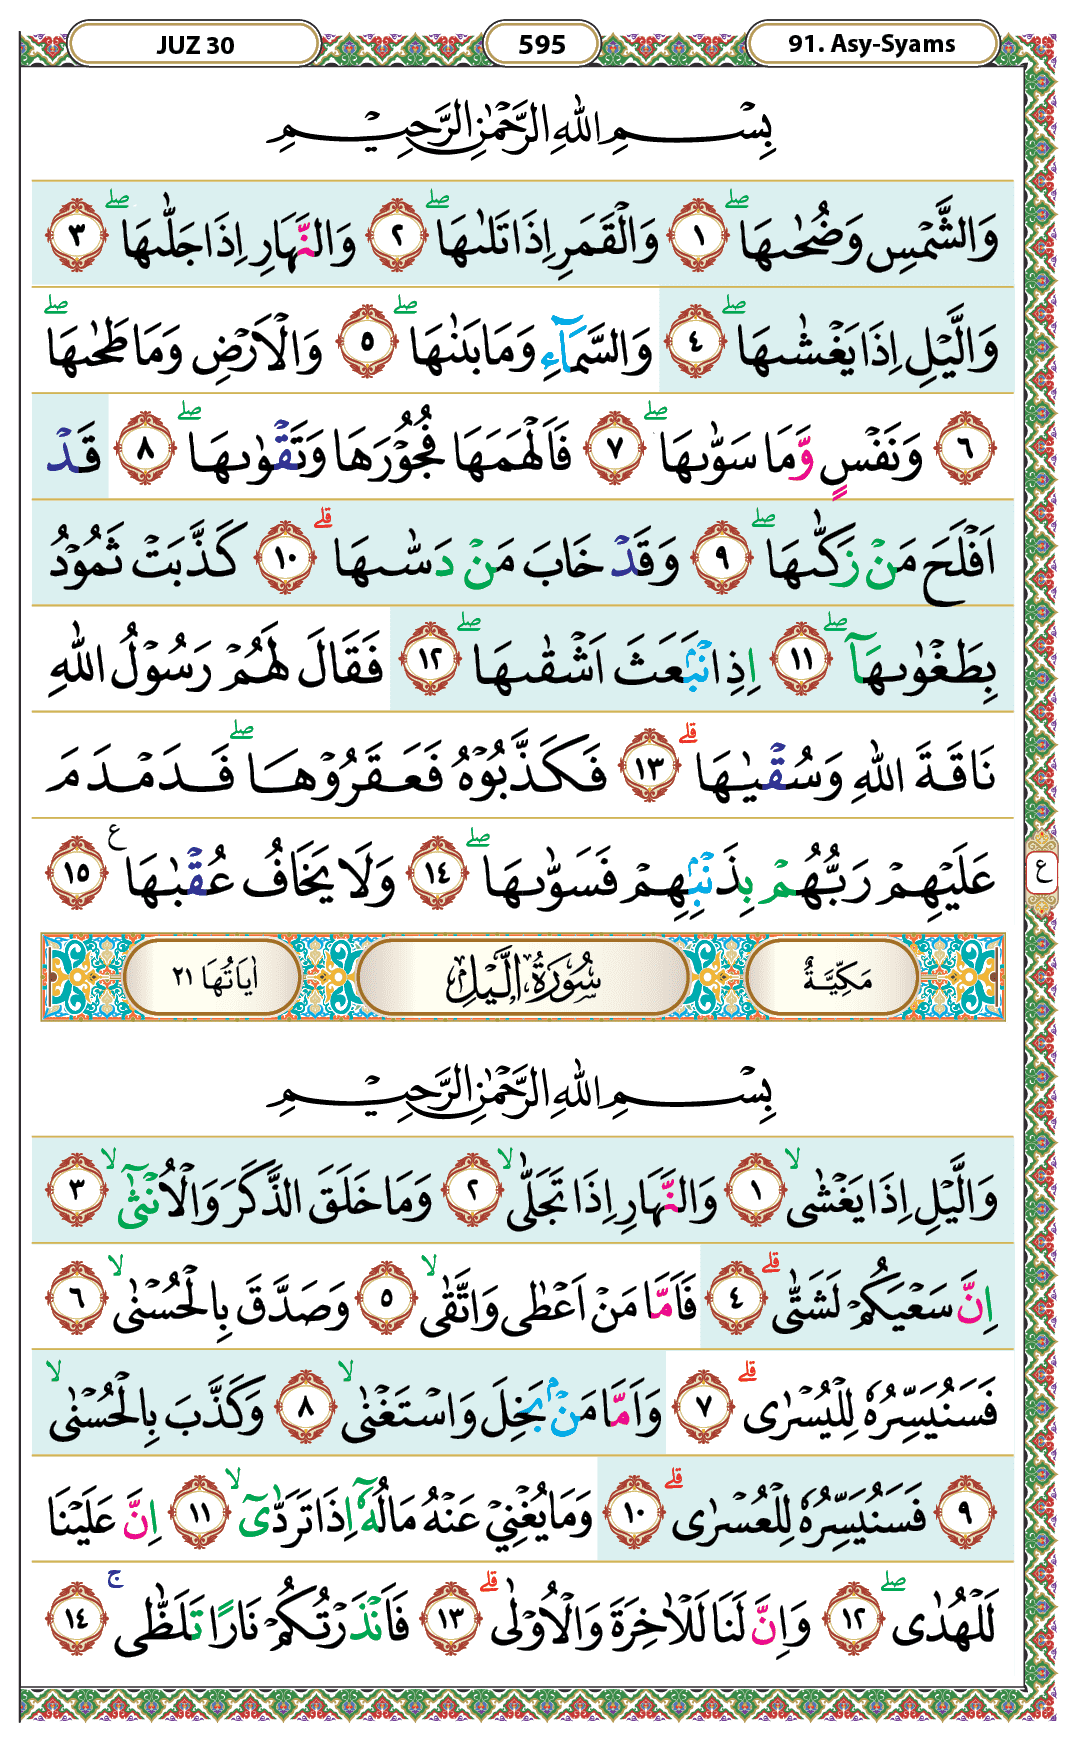 JUZ 30 595 91. Asy-Syams
بِسْمِ اللّٰهِ الرَّحْمٰنِ الرَّحِيْمِ
وَالشَّمْسِ وَضُحٰىهَاۖ ١ وَالْقَمَرِ اِذَا تَلٰىهَاۖ ٢ وَالنَّهَارِ اِذَا جَلّٰىهَاۖ ٣
وَالَّيْلِ اِذَا يَغْشٰىهَاۖ ٤ وَالسَّمَاۤءِ وَمَا بَنٰىهَاۖ ٥ وَالْاَرْضِ وَمَا طَحٰىهَاۖ
٦ وَنَفْسٍ وَّمَا سَوّٰىهَاۖ ٧ فَاَلْهَمَهَا فُجُوْرَهَا وَتَقْوٰىهَاۖ ٨ قَدْ
اَفْلَحَ مَنْ زَكّٰىهَاۖ ٩ وَقَدْ خَابَ مَنْ دَسّٰىهَاۗ ١٠ كَذَّبَتْ ثَمُوْدُ
بِطَغْوٰىهَآۖ ١١ اِذِ انْۢبَعَثَ اَشْقٰىهَاۖ ١٢ فَقَالَ لَهُمْ رَسُوْلُ اللّٰهِ
نَاقَةَ اللّٰهِ وَسُقْيٰهَاۗ ١٣ فَكَذَّبُوْهُ فَعَقَرُوْهَاۖ فَدَمْدَمَ
عَلَيْهِمْ رَبُّهُمْ بِذَنْۢبِهِمْ فَسَوّٰىهَاۖ ١٤ وَلَا يَخَافُ عُقْبٰهَا ع ١٥
ع
مَكِّيَّةٌ سُوْرَةُ الَّيْلِ اٰيَاتُهَا ٢١
بِسْمِ اللّٰهِ الرَّحْمٰنِ الرَّحِيْمِ
وَالَّيْلِ اِذَا يَغْشٰىۙ ١ وَالنَّهَارِ اِذَا تَجَلّٰىۙ ٢ وَمَا خَلَقَ الذَّكَرَ وَالْاُنْثٰىٓۙ ٣
اِنَّ سَعْيَكُمْ لَشَتّٰىۗ ٤ فَاَمَّا مَنْ اَعْطٰى وَاتَّقٰىۙ ٥ وَصَدَّقَ بِالْحُسْنٰىۙ ٦
فَسَنُيَسِّرُهٗ لِلْيُسْرٰىۗ ٧ وَاَمَّا مَنْۢ بَخِلَ وَاسْتَغْنٰىۙ ٨ وَكَذَّبَ بِالْحُسْنٰىۙ
٩ فَسَنُيَسِّرُهٗ لِلْعُسْرٰىۗ ١٠ وَمَا يُغْنِيْ عَنْهُ مَالُهٗٓ اِذَا تَرَدّٰىٓۙ ١١ اِنَّ عَلَيْنَا
لَلْهُدٰىۖ ١٢ وَاِنَّ لَنَا لَلْاٰخِرَةَ وَالْاُوْلٰىۗ ١٣ فَاَنْذَرْتُكُمْ نَارًا تَلَظّٰىۚ ١٤